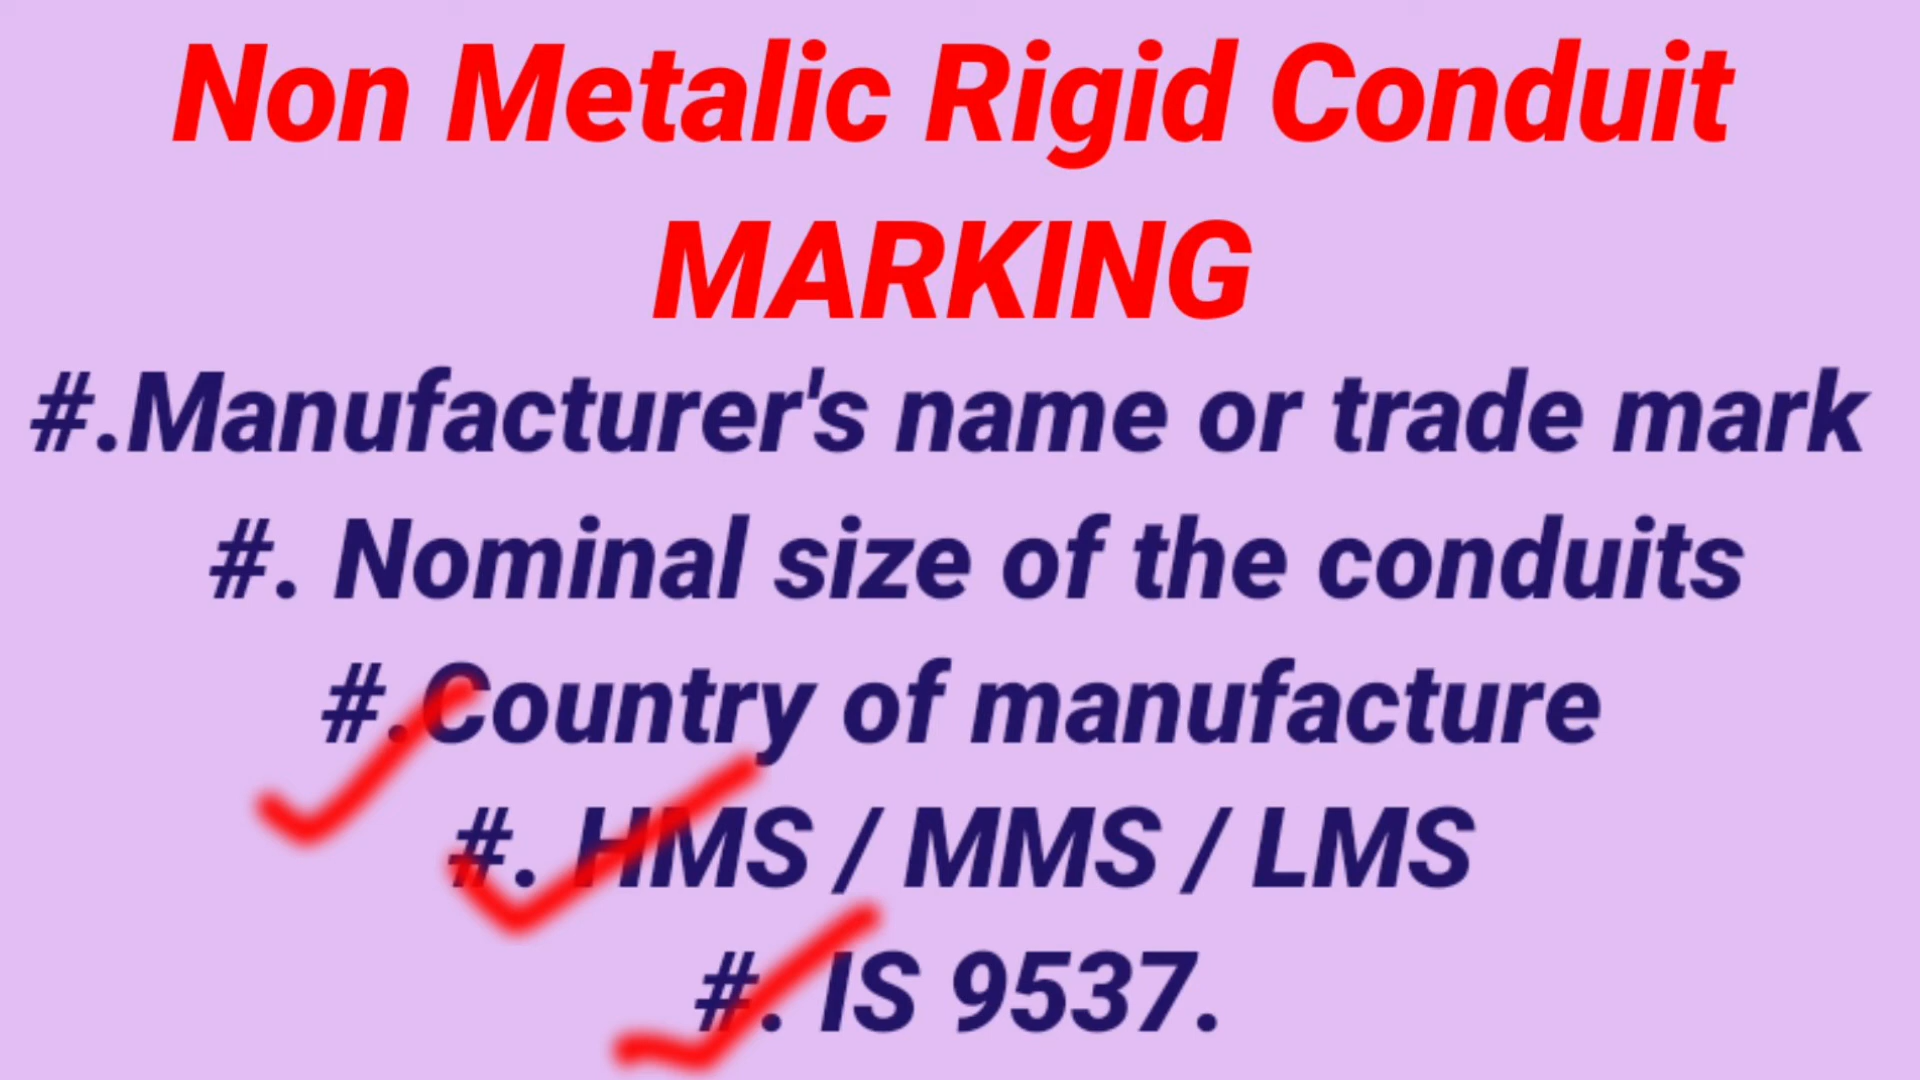 Non Metalic Rigid Conduit
MARKING
#.Manufacturer's name or trade mark
#. Nominal size of the conduits
#.Country of manufacture
#. HMS / MMS / LMS
#. IS 9537.